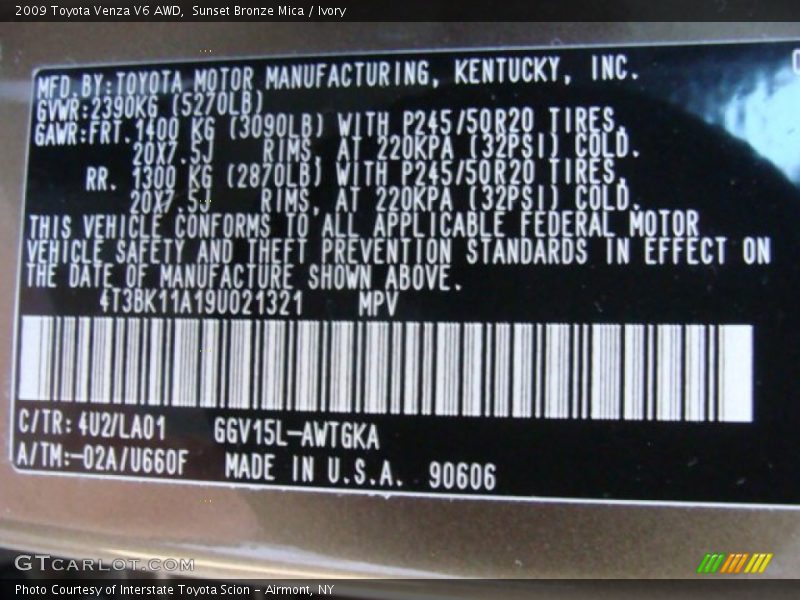 2009 Toyota Venza V6 AWD,  Sunset Bronze Mica / Ivory
MFD.BY:TOYOTA MOTOR MANUFACTURING, KENTUCKY, INC.
GVWR:2390KG (5270LB)
GAWR:FRT.1400 KG (3090LB) WITH P245/50R20 TIRES,
20X7.5J RIMS, AT 220KPA (32PSI) COLD.
RR. 1300 KG (2870LB) WITH P245/50R20 TIRES,
20X7.5J RIMS, AT 220KPA (32PSI) COLD.
THIS VEHICLE CONFORMS TO ALL APPLICABLE FEDERAL MOTOR
VEHICLE SAFETY AND THEFT PREVENTION STANDARDS IN EFFECT ON
THE DATE OF MANUFACTURE SHOWN ABOVE.
4T3BK11A19U021321 MPV
C/TR: 4U2/LA01 GGV15L-AWTGKA
A/TM:-02A/U660F MADE IN U.S.A. 90606
GTCARLOT.COM
Photo Courtesy of Interstate Toyota Scion – Airmont, NY